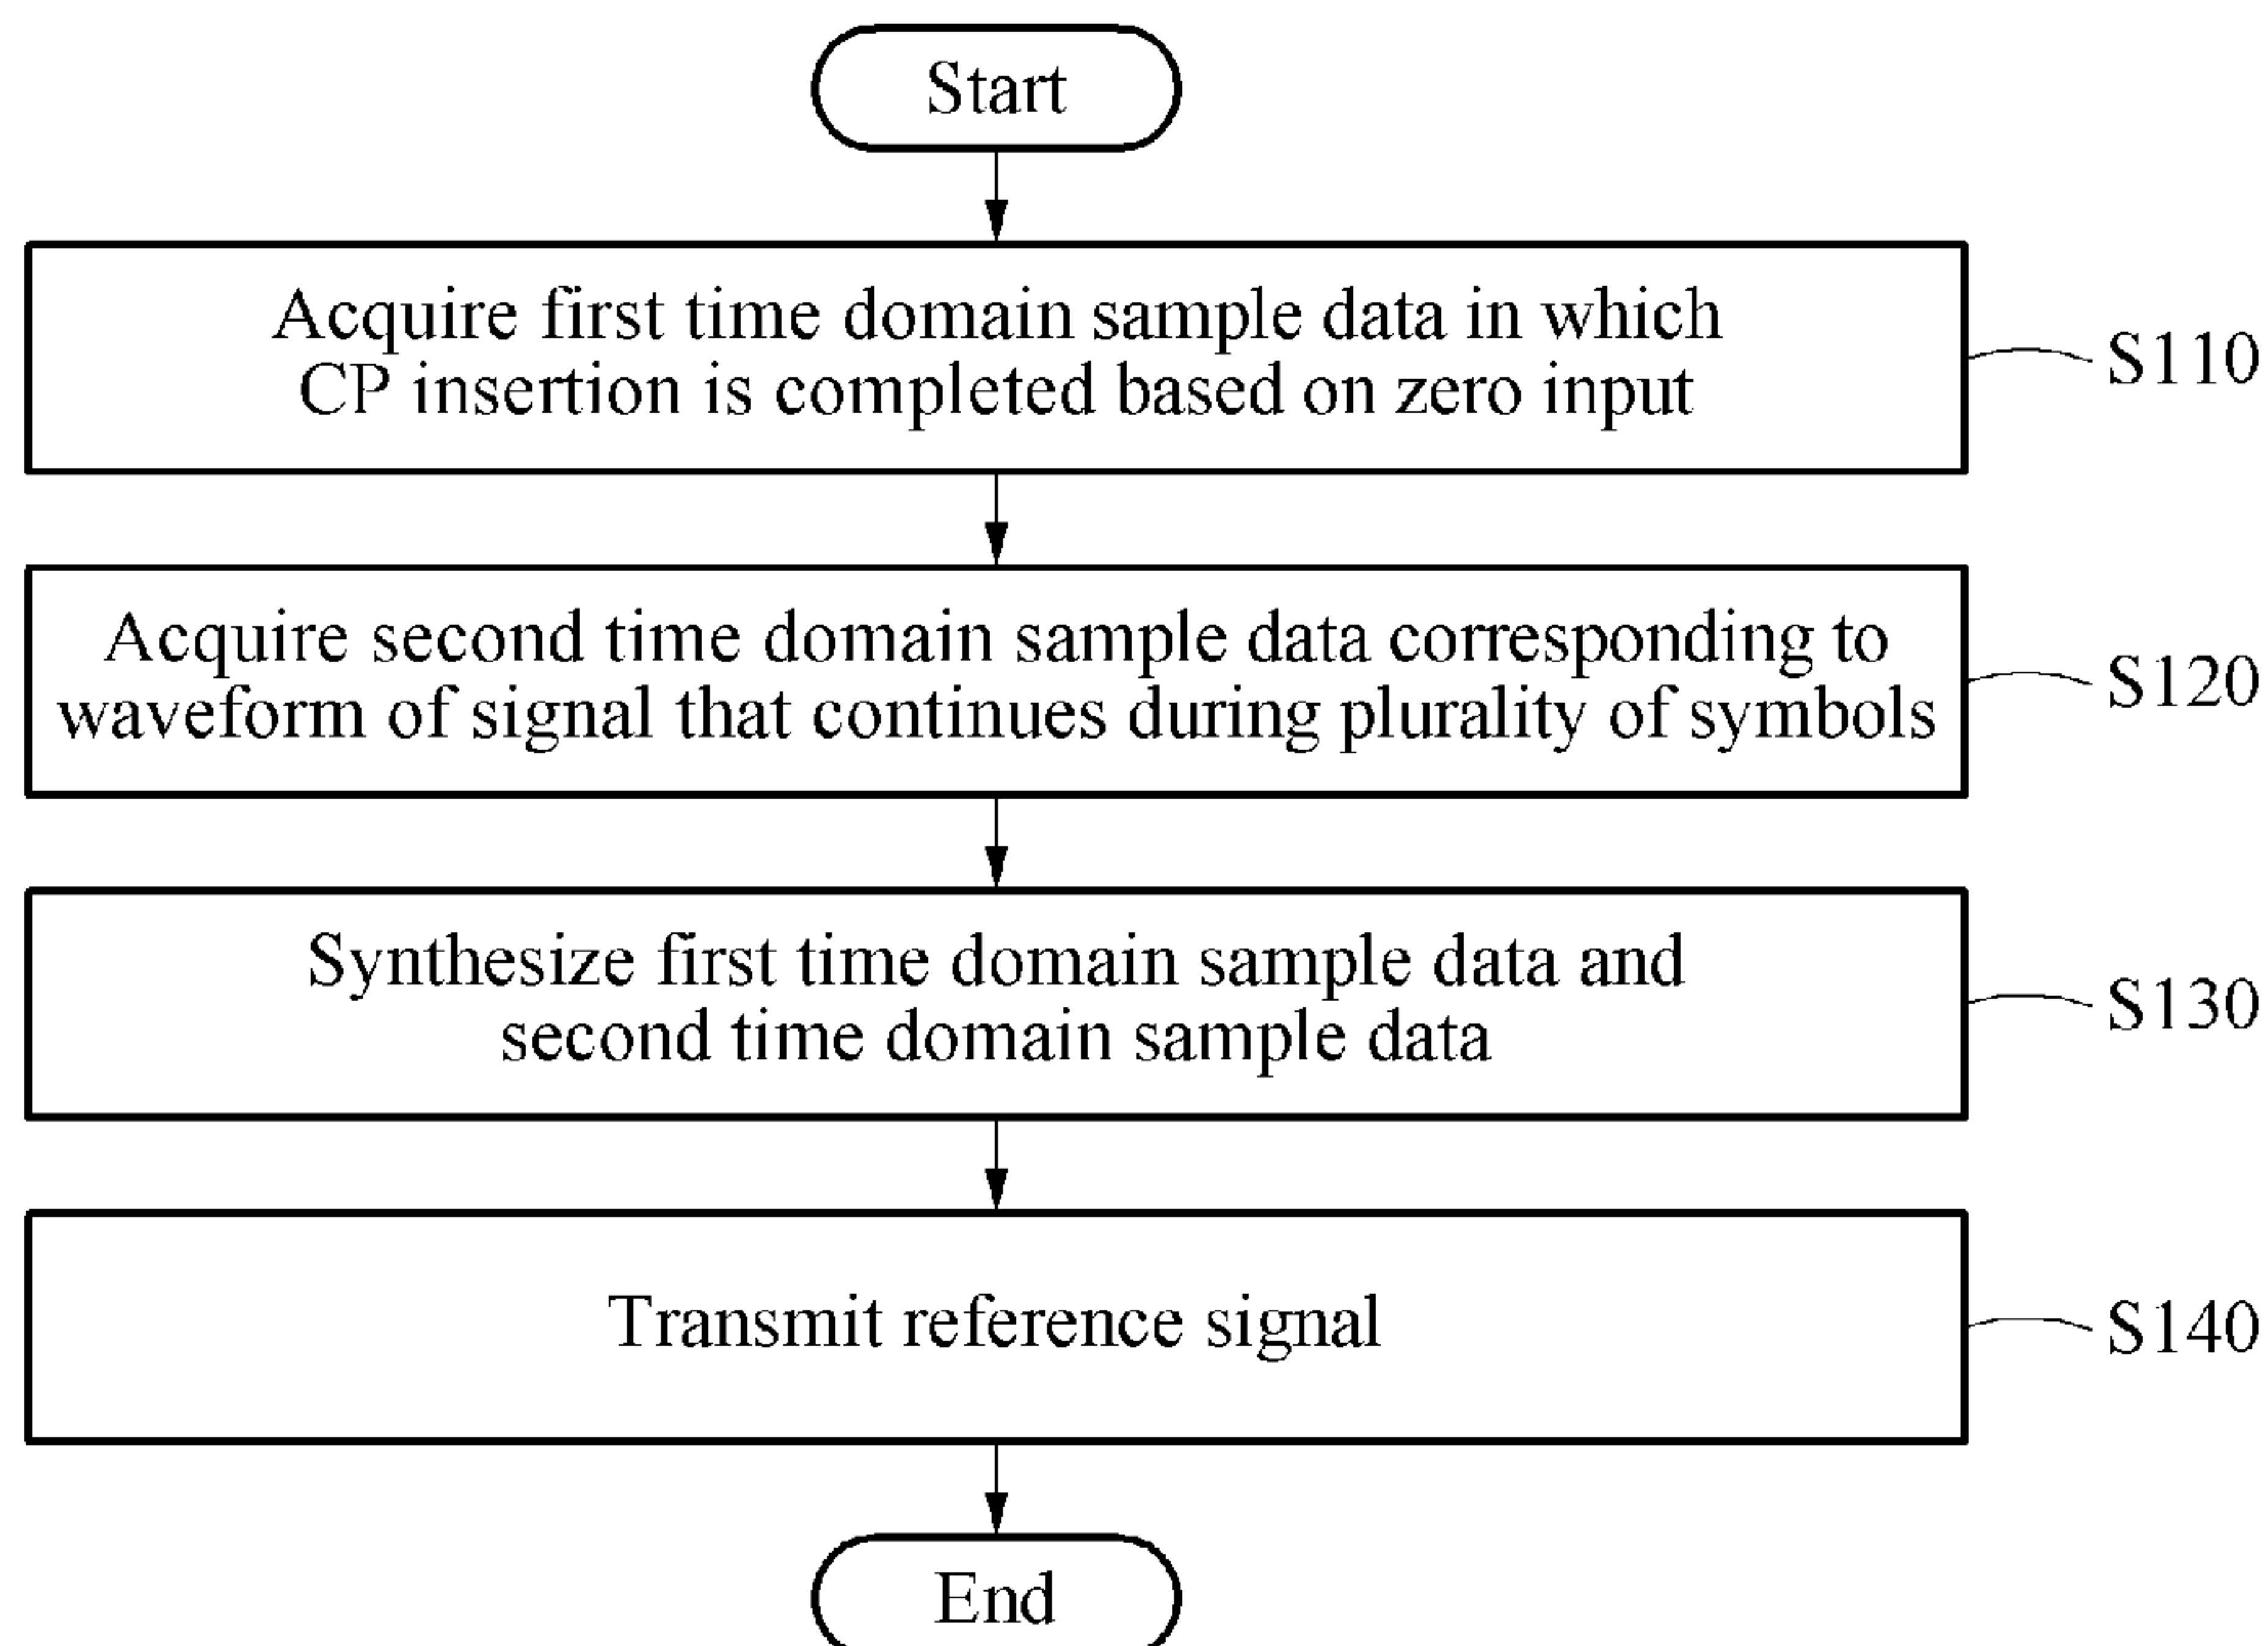 Start
Acquire first time domain sample data in which
CP insertion is completed based on zero input
S110
Acquire second time domain sample data corresponding to
waveform of signal that continues during plurality of symbols
S120
Synthesize first time domain sample data and
second time domain sample data
S130
Transmit reference signal
S140
End